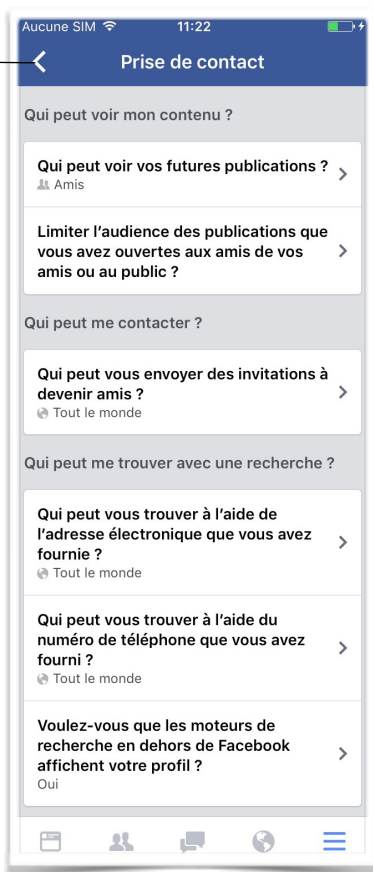 Aucune SIM 11:22
Prise de contact
Qui peut voir mon contenu ?
Qui peut voir vos futures publications ?
Amis
Limiter l'audience des publications que
vous avez ouvertes aux amis de vos
amis ou au public ?
Qui peut me contacter ?
Qui peut vous envoyer des invitations à
devenir amis ?
Tout le monde
Qui peut me trouver avec une recherche ?
Qui peut vous trouver à l'aide de
l'adresse électronique que vous avez
fournie ?
Tout le monde
Qui peut vous trouver à l'aide du
numéro de téléphone que vous avez
fourni ?
Tout le monde
Voulez-vous que les moteurs de
recherche en dehors de Facebook
affichent votre profil ?
Oui